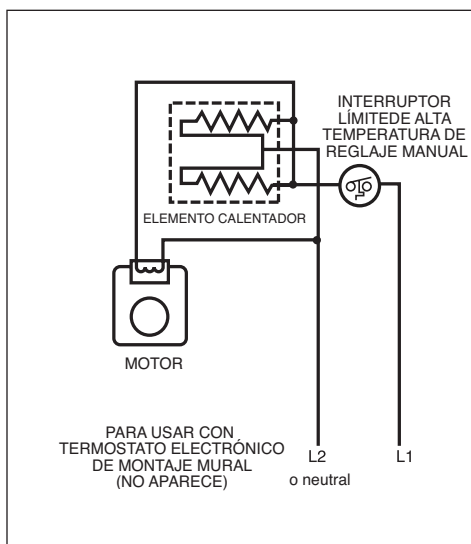 INTERRUPTOR
LÍMITEDE ALTA
TEMPERATURA DE
REGLAJE MANUAL
ELEMENTO CALENTADOR
MOTOR
PARA USAR CON
TERMOSTATO ELECTRÓNICO
DE MONTAJE MURAL
(NO APARECE)
L2
o neutral
L1